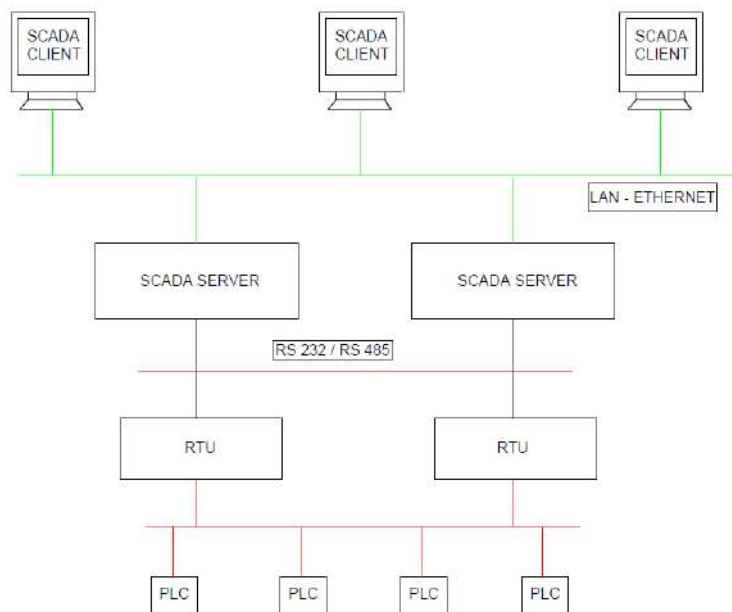 SCADA
CLIENT
SCADA
CLIENT
SCADA
CLIENT
LAN - ETHERNET
SCADA SERVER
SCADA SERVER
RS 232 / RS 485
RTU
RTU
PLC
PLC
PLC
PLC